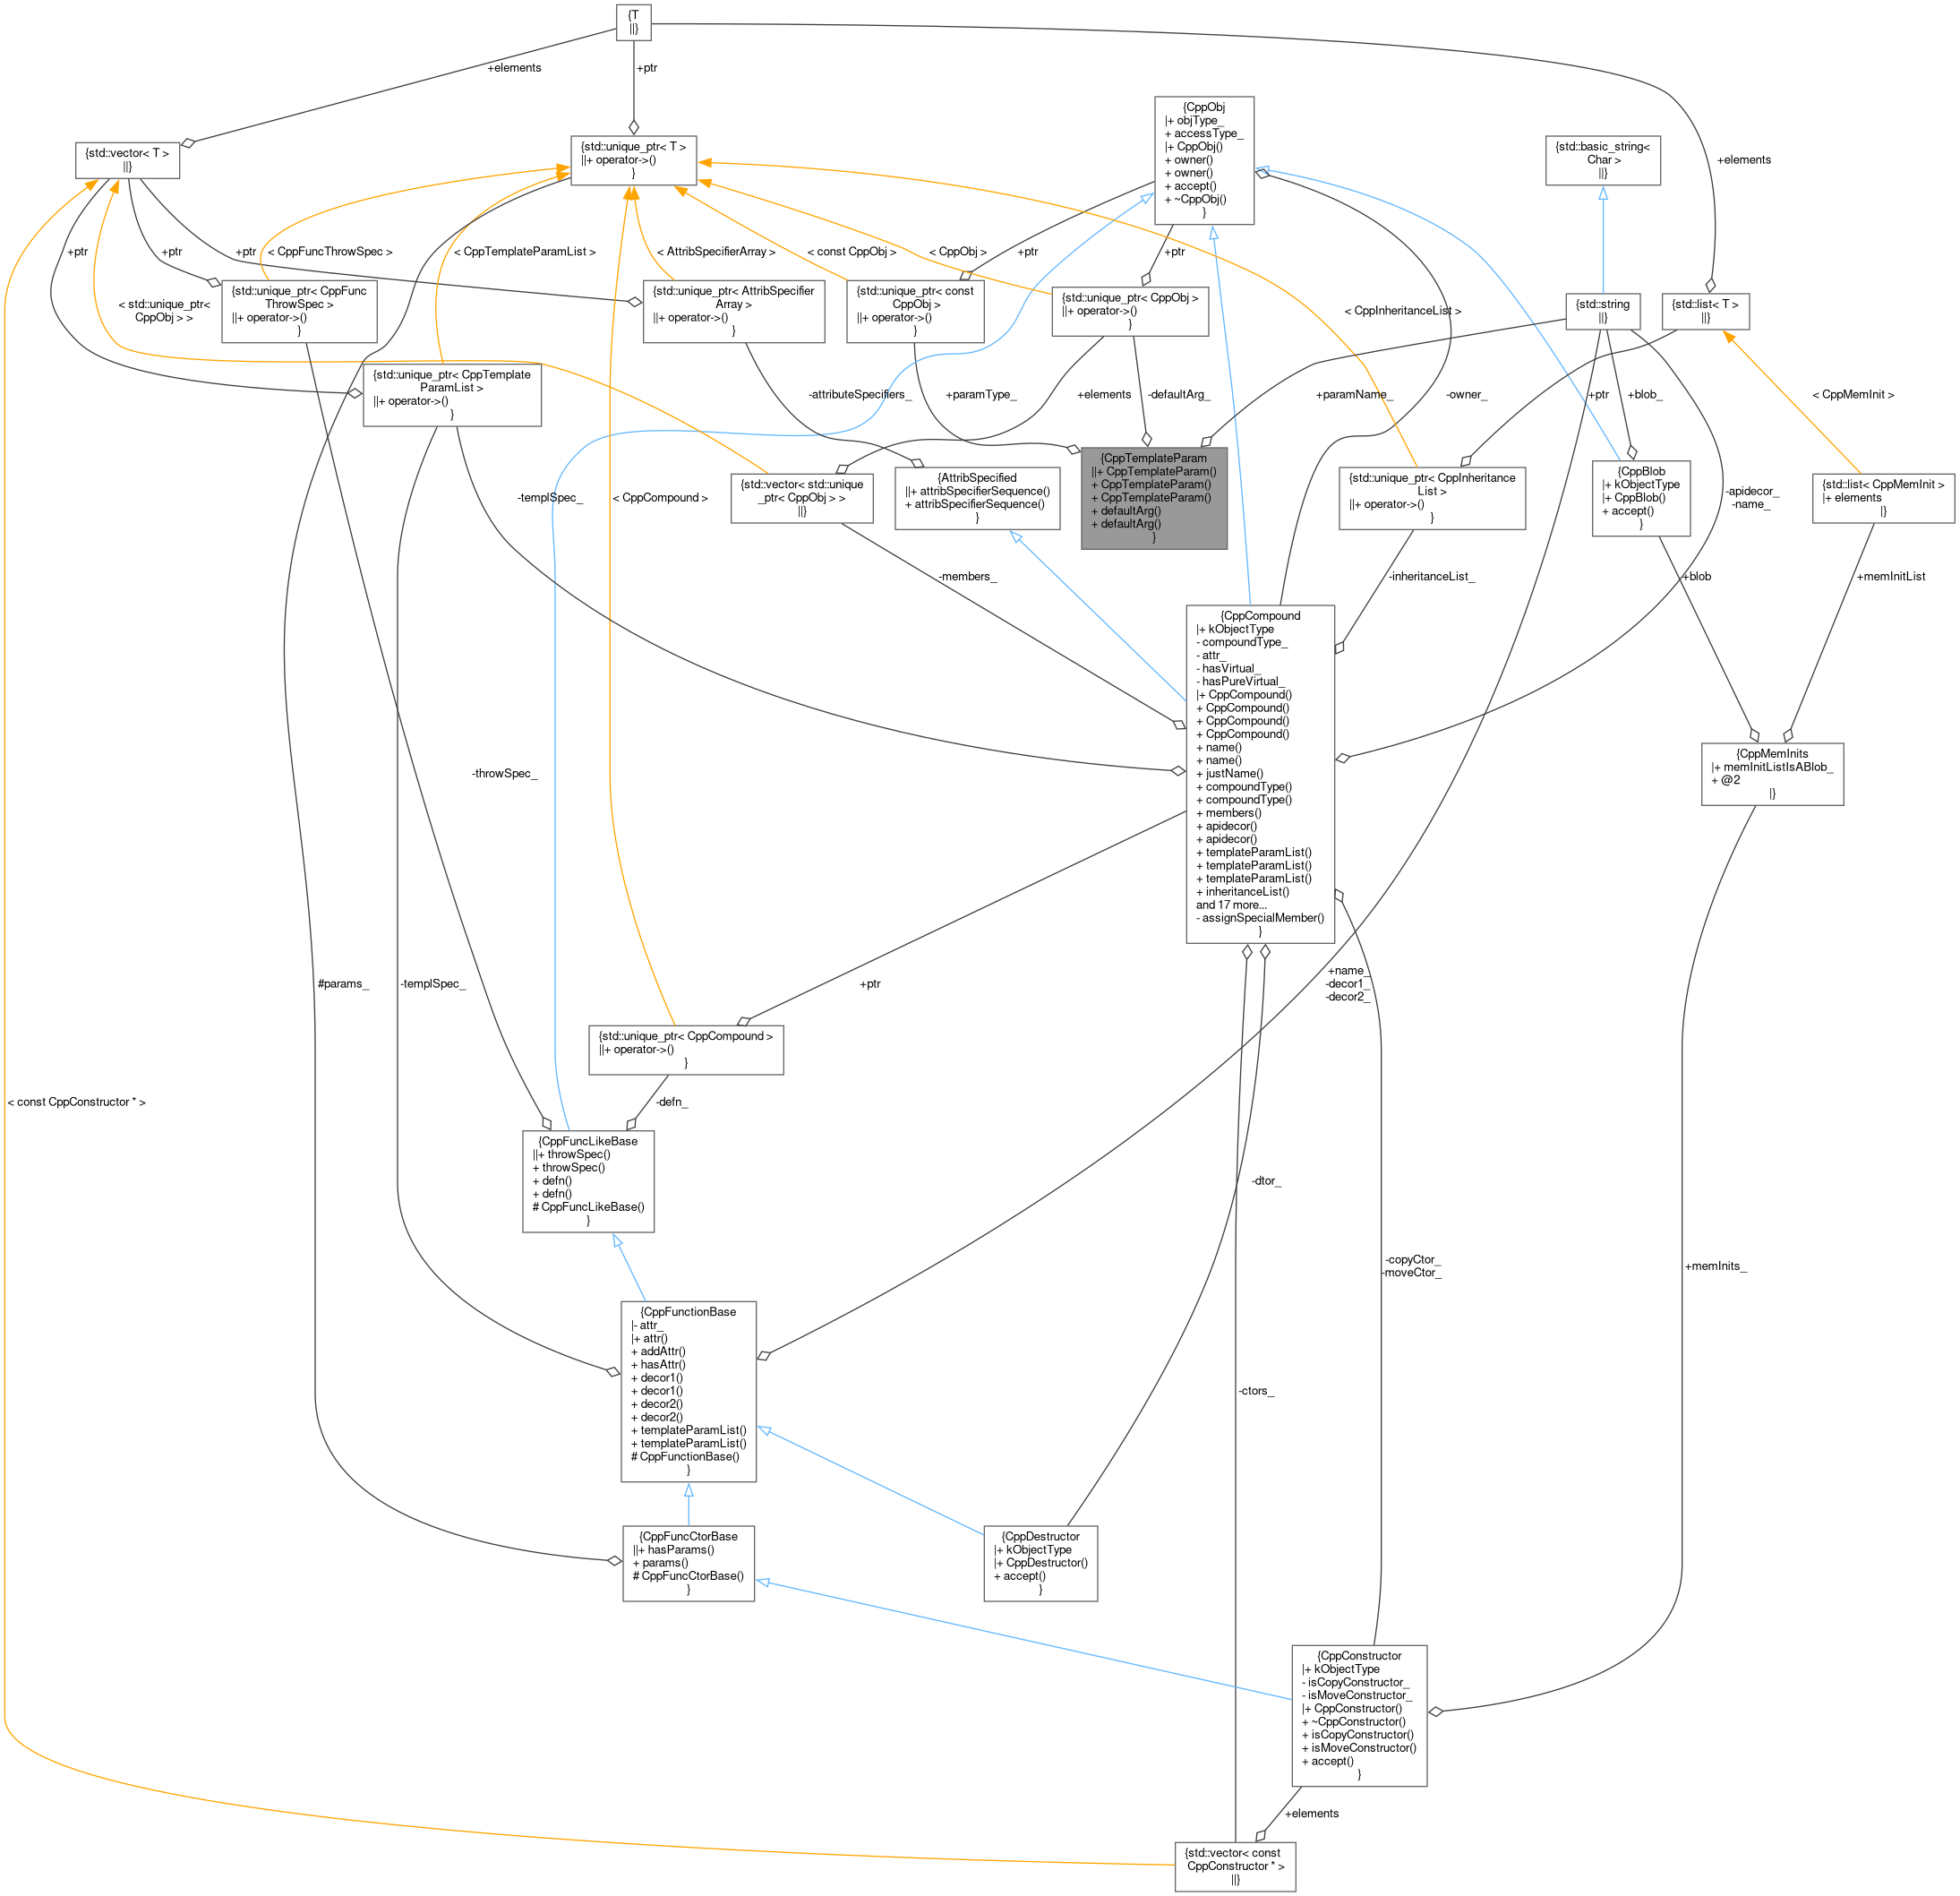 {T
||}
+elements
+ptr
{CppObj
|+ objType_
+ accessType_
|+ CppObj()
+ owner()
+ owner()
+ accept()
+ ~CppObj()
}
{std::vector< T >
||}
{std::unique_ptr< T >
||+ operator->()
}
{std::basic_string<
Char >
||}
+elements
+ptr
+ptr
+ptr
< CppFuncThrowSpec >
< CppTemplateParamList >
< AttribSpecifierArray >
< const CppObj >
< CppObj >
+ptr
+ptr
< std::unique_ptr<
CppObj > >
{std::unique_ptr< CppFunc
ThrowSpec >
||+ operator->()
}
{std::unique_ptr< AttribSpecifier
Array >
||+ operator->()
}
{std::unique_ptr< const
CppObj >
||+ operator->()
}
{std::unique_ptr< CppObj >
||+ operator->()
}
< CppInheritanceList >
{std::string
||}
{std::list< T >
||}
{std::unique_ptr< CppTemplate
ParamList >
||+ operator->()
}
-attributeSpecifiers_
+paramType_
+elements
-defaultArg_
+paramName_
-owner_
+ptr
+blob_
< CppMemInit >
-templSpec_
< CppCompound >
{std::vector< std::unique
_ptr< CppObj > >
||}
{AttribSpecified
||+ attribSpecifierSequence()
+ attribSpecifierSequence()
}
{CppTemplateParam
||+ CppTemplateParam()
+ CppTemplateParam()
+ CppTemplateParam()
+ defaultArg()
+ defaultArg()
}
{std::unique_ptr< CppInheritance
List >
||+ operator->()
}
{CppBlob
|+ kObjectType
|+ CppBlob()
+ accept()
}
-apidecor_
-name_
{std::list< CppMemInit >
|+ elements
|}
-members_
-inheritanceList_
+blob
+memInitList
{CppCompound
|+ kObjectType
- compoundType_
- attr_
- hasVirtual_
- hasPureVirtual_
|+ CppCompound()
+ CppCompound()
+ CppCompound()
+ CppCompound()
+ name()
+ name()
+ justName()
+ compoundType()
+ compoundType()
+ members()
+ apidecor()
+ apidecor()
+ templateParamList()
+ templateParamList()
+ templateParamList()
+ inheritanceList()
and 17 more...
- assignSpecialMember()
}
{CppMemInits
|+ memInitListIsABlob_
+ @2
|}
-throwSpec_
#params_
-templSpec_
+ptr
+name_
-decor1_
-decor2_
{std::unique_ptr< CppCompound >
||+ operator->()
}
< const CppConstructor * >
-defn_
{CppFuncLikeBase
||+ throwSpec()
+ throwSpec()
+ defn()
+ defn()
# CppFuncLikeBase()
}
-dtor_
-copyCtor_
-moveCtor_
+memInits_
{CppFunctionBase
|- attr_
|+ attr()
+ addAttr()
+ hasAttr()
+ decor1()
+ decor1()
+ decor2()
+ decor2()
+ templateParamList()
+ templateParamList()
# CppFunctionBase()
}
-ctors_
{CppFuncCtorBase
||+ hasParams()
+ params()
# CppFuncCtorBase()
}
{CppDestructor
|+ kObjectType
|+ CppDestructor()
+ accept()
}
{CppConstructor
|+ kObjectType
- isCopyConstructor_
- isMoveConstructor_
|+ CppConstructor()
+ ~CppConstructor()
+ isCopyConstructor()
+ isMoveConstructor()
+ accept()
}
+elements
{std::vector< const
CppConstructor * >
||}